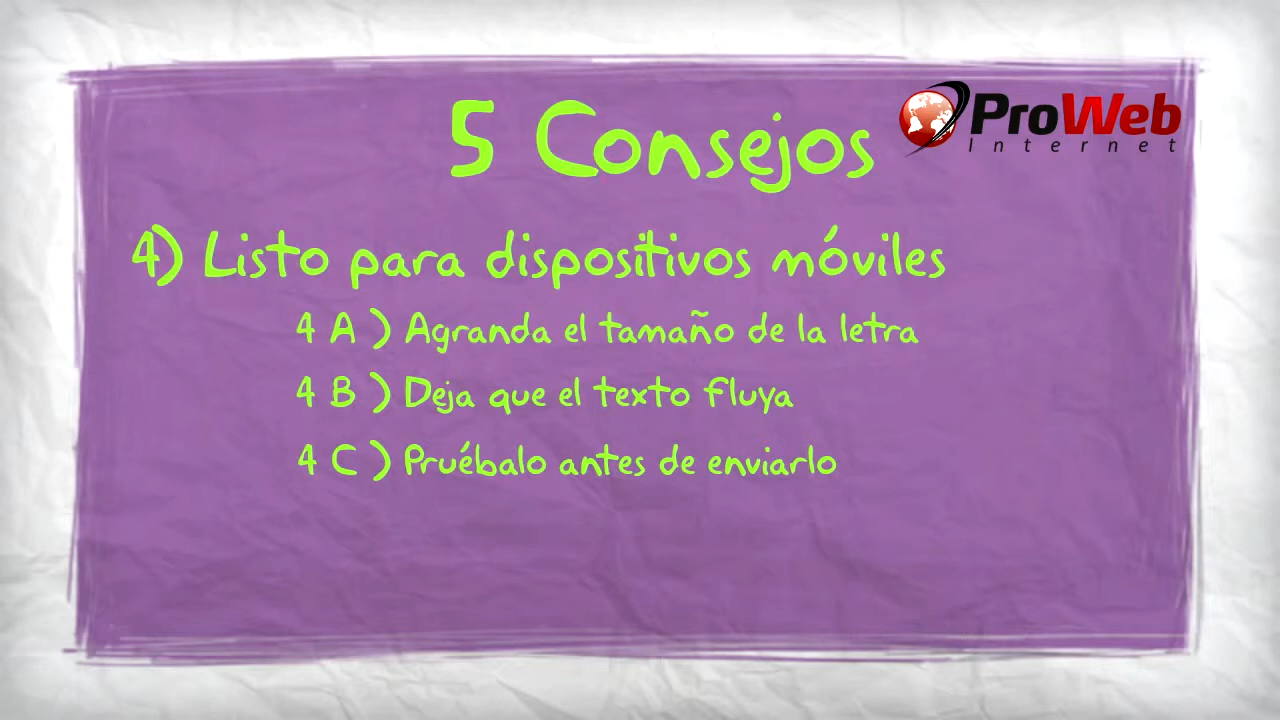 5 Consejos
ProWeb
Internet
4) Listo para dispositivos móviles
4 A ) Agranda el tamaño de la letra
4 B ) Deja que el texto fluya
4 C ) Pruébalo antes de enviarlo